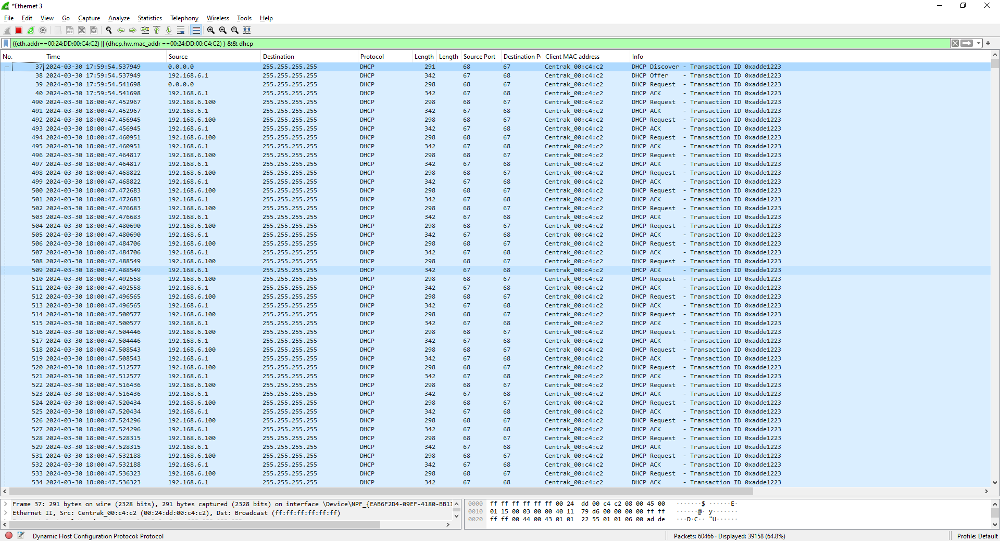 *Ethernet 3
File Edit View Go Capture Analyze Statistics Telephony Wireless Tools Help
((eth.addr==00:24:DD:00:C4:C2) || (dhcp.hw.mac_addr ==00:24:DD:00:C4:C2) ) && dhcp
No. Time Source Destination Protocol Length Length Source Port Destination P Client MAC address Info
37 2024-03-30 17:59:54.537949 0.0.0.0 255.255.255.255 DHCP 291 68 67 Centrak_00:c4:c2 DHCP Discover - Transaction ID 0xadde1223
38 2024-03-30 17:59:54.537949 192.168.6.1 255.255.255.255 DHCP 342 67 68 Centrak_00:c4:c2 DHCP Offer - Transaction ID 0xadde1223
39 2024-03-30 17:59:54.541698 0.0.0.0 255.255.255.255 DHCP 298 68 67 Centrak_00:c4:c2 DHCP Request - Transaction ID 0xadde1223
40 2024-03-30 17:59:54.541698 192.168.6.1 255.255.255.255 DHCP 342 67 68 Centrak_00:c4:c2 DHCP ACK - Transaction ID 0xadde1223
490 2024-03-30 18:00:47.452967 192.168.6.100 255.255.255.255 DHCP 298 68 67 Centrak_00:c4:c2 DHCP Request - Transaction ID 0xadde1223
491 2024-03-30 18:00:47.452967 192.168.6.1 255.255.255.255 DHCP 342 67 68 Centrak_00:c4:c2 DHCP ACK - Transaction ID 0xadde1223
492 2024-03-30 18:00:47.456945 192.168.6.100 255.255.255.255 DHCP 298 68 67 Centrak_00:c4:c2 DHCP Request - Transaction ID 0xadde1223
493 2024-03-30 18:00:47.456945 192.168.6.1 255.255.255.255 DHCP 342 67 68 Centrak_00:c4:c2 DHCP ACK - Transaction ID 0xadde1223
494 2024-03-30 18:00:47.460951 192.168.6.100 255.255.255.255 DHCP 298 68 67 Centrak_00:c4:c2 DHCP Request - Transaction ID 0xadde1223
495 2024-03-30 18:00:47.460951 192.168.6.1 255.255.255.255 DHCP 342 67 68 Centrak_00:c4:c2 DHCP ACK - Transaction ID 0xadde1223
496 2024-03-30 18:00:47.464817 192.168.6.100 255.255.255.255 DHCP 298 68 67 Centrak_00:c4:c2 DHCP Request - Transaction ID 0xadde1223
497 2024-03-30 18:00:47.464817 192.168.6.1 255.255.255.255 DHCP 342 67 68 Centrak_00:c4:c2 DHCP ACK - Transaction ID 0xadde1223
498 2024-03-30 18:00:47.468822 192.168.6.100 255.255.255.255 DHCP 298 68 67 Centrak_00:c4:c2 DHCP Request - Transaction ID 0xadde1223
499 2024-03-30 18:00:47.468822 192.168.6.1 255.255.255.255 DHCP 342 67 68 Centrak_00:c4:c2 DHCP ACK - Transaction ID 0xadde1223
500 2024-03-30 18:00:47.472683 192.168.6.100 255.255.255.255 DHCP 298 68 67 Centrak_00:c4:c2 DHCP Request - Transaction ID 0xadde1223
501 2024-03-30 18:00:47.472683 192.168.6.1 255.255.255.255 DHCP 342 67 68 Centrak_00:c4:c2 DHCP ACK - Transaction ID 0xadde1223
502 2024-03-30 18:00:47.476683 192.168.6.100 255.255.255.255 DHCP 298 68 67 Centrak_00:c4:c2 DHCP Request - Transaction ID 0xadde1223
503 2024-03-30 18:00:47.476683 192.168.6.1 255.255.255.255 DHCP 342 67 68 Centrak_00:c4:c2 DHCP ACK - Transaction ID 0xadde1223
504 2024-03-30 18:00:47.480690 192.168.6.100 255.255.255.255 DHCP 298 68 67 Centrak_00:c4:c2 DHCP Request - Transaction ID 0xadde1223
505 2024-03-30 18:00:47.480690 192.168.6.1 255.255.255.255 DHCP 342 67 68 Centrak_00:c4:c2 DHCP ACK - Transaction ID 0xadde1223
506 2024-03-30 18:00:47.484706 192.168.6.100 255.255.255.255 DHCP 298 68 67 Centrak_00:c4:c2 DHCP Request - Transaction ID 0xadde1223
507 2024-03-30 18:00:47.484706 192.168.6.1 255.255.255.255 DHCP 342 67 68 Centrak_00:c4:c2 DHCP ACK - Transaction ID 0xadde1223
508 2024-03-30 18:00:47.488549 192.168.6.100 255.255.255.255 DHCP 298 68 67 Centrak_00:c4:c2 DHCP Request - Transaction ID 0xadde1223
509 2024-03-30 18:00:47.488549 192.168.6.1 255.255.255.255 DHCP 342 67 68 Centrak_00:c4:c2 DHCP ACK - Transaction ID 0xadde1223
510 2024-03-30 18:00:47.492558 192.168.6.100 255.255.255.255 DHCP 298 68 67 Centrak_00:c4:c2 DHCP Request - Transaction ID 0xadde1223
511 2024-03-30 18:00:47.492558 192.168.6.1 255.255.255.255 DHCP 342 67 68 Centrak_00:c4:c2 DHCP ACK - Transaction ID 0xadde1223
512 2024-03-30 18:00:47.496565 192.168.6.100 255.255.255.255 DHCP 298 68 67 Centrak_00:c4:c2 DHCP Request - Transaction ID 0xadde1223
513 2024-03-30 18:00:47.496565 192.168.6.1 255.255.255.255 DHCP 342 67 68 Centrak_00:c4:c2 DHCP ACK - Transaction ID 0xadde1223
514 2024-03-30 18:00:47.500577 192.168.6.100 255.255.255.255 DHCP 298 68 67 Centrak_00:c4:c2 DHCP Request - Transaction ID 0xadde1223
515 2024-03-30 18:00:47.500577 192.168.6.1 255.255.255.255 DHCP 342 67 68 Centrak_00:c4:c2 DHCP ACK - Transaction ID 0xadde1223
516 2024-03-30 18:00:47.504446 192.168.6.100 255.255.255.255 DHCP 298 68 67 Centrak_00:c4:c2 DHCP Request - Transaction ID 0xadde1223
517 2024-03-30 18:00:47.504446 192.168.6.1 255.255.255.255 DHCP 342 67 68 Centrak_00:c4:c2 DHCP ACK - Transaction ID 0xadde1223
518 2024-03-30 18:00:47.508543 192.168.6.100 255.255.255.255 DHCP 298 68 67 Centrak_00:c4:c2 DHCP Request - Transaction ID 0xadde1223
519 2024-03-30 18:00:47.508543 192.168.6.1 255.255.255.255 DHCP 342 67 68 Centrak_00:c4:c2 DHCP ACK - Transaction ID 0xadde1223
520 2024-03-30 18:00:47.512577 192.168.6.100 255.255.255.255 DHCP 298 68 67 Centrak_00:c4:c2 DHCP Request - Transaction ID 0xadde1223
521 2024-03-30 18:00:47.512577 192.168.6.1 255.255.255.255 DHCP 342 67 68 Centrak_00:c4:c2 DHCP ACK - Transaction ID 0xadde1223
522 2024-03-30 18:00:47.516436 192.168.6.100 255.255.255.255 DHCP 298 68 67 Centrak_00:c4:c2 DHCP Request - Transaction ID 0xadde1223
523 2024-03-30 18:00:47.516436 192.168.6.1 255.255.255.255 DHCP 342 67 68 Centrak_00:c4:c2 DHCP ACK - Transaction ID 0xadde1223
524 2024-03-30 18:00:47.520434 192.168.6.100 255.255.255.255 DHCP 298 68 67 Centrak_00:c4:c2 DHCP Request - Transaction ID 0xadde1223
525 2024-03-30 18:00:47.520434 192.168.6.1 255.255.255.255 DHCP 342 67 68 Centrak_00:c4:c2 DHCP ACK - Transaction ID 0xadde1223
526 2024-03-30 18:00:47.524296 192.168.6.100 255.255.255.255 DHCP 298 68 67 Centrak_00:c4:c2 DHCP Request - Transaction ID 0xadde1223
527 2024-03-30 18:00:47.524296 192.168.6.1 255.255.255.255 DHCP 342 67 68 Centrak_00:c4:c2 DHCP ACK - Transaction ID 0xadde1223
528 2024-03-30 18:00:47.528315 192.168.6.100 255.255.255.255 DHCP 298 68 67 Centrak_00:c4:c2 DHCP Request - Transaction ID 0xadde1223
529 2024-03-30 18:00:47.528315 192.168.6.1 255.255.255.255 DHCP 342 67 68 Centrak_00:c4:c2 DHCP ACK - Transaction ID 0xadde1223
531 2024-03-30 18:00:47.532188 192.168.6.100 255.255.255.255 DHCP 298 68 67 Centrak_00:c4:c2 DHCP Request - Transaction ID 0xadde1223
532 2024-03-30 18:00:47.532188 192.168.6.1 255.255.255.255 DHCP 342 67 68 Centrak_00:c4:c2 DHCP ACK - Transaction ID 0xadde1223
533 2024-03-30 18:00:47.536323 192.168.6.100 255.255.255.255 DHCP 298 68 67 Centrak_00:c4:c2 DHCP Request - Transaction ID 0xadde1223
534 2024-03-30 18:00:47.536323 192.168.6.1 255.255.255.255 DHCP 342 67 68 Centrak_00:c4:c2 DHCP ACK - Transaction ID 0xadde1223
Frame 37: 291 bytes on wire (2328 bits), 291 bytes captured (2328 bits) on interface \Device\NPF_{EAB6F2D4-09EF-4180-BB11
Ethernet II, Src: Centrak_00:c4:c2 (00:24:dd:00:c4:c2), Dst: Broadcast (ff:ff:ff:ff:ff:ff)
0000 ff ff ff ff ff ff 00 24 dd 00 c4 c2 08 00 45 00 ·······$ ······E·
0010 01 15 00 03 00 00 40 11 79 d6 00 00 00 00 ff ff ······@· y·······
0020 ff ff 00 44 00 43 01 01 22 55 01 01 06 00 ad de ···D·C·· "U······
Dynamic Host Configuration Protocol: Protocol
Packets: 60466 · Displayed: 39158 (64.8%)
Profile: Default